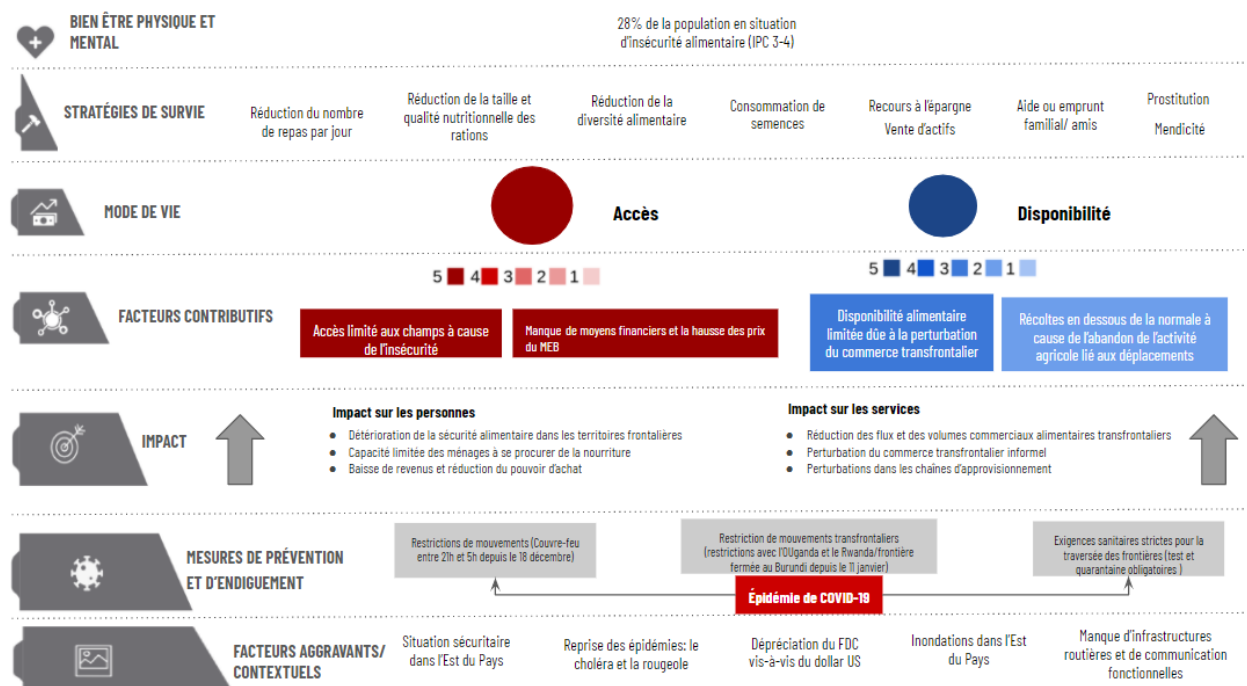 BIEN ÊTRE PHYSIQUE ET
MENTAL
28% de la population en situation
d'insécurité alimentaire (IPC 3-4)
STRATÉGIES DE SURVIE
Réduction du nombre
de repas par jour
Réduction de la taille et
qualité nutritionnelle des
rations
Réduction de la
diversité alimentaire
Consommation de
semences
Recours à l'épargne
Vente d'actifs
Aide ou emprunt
familial/ amis
Prostitution
Mendicité
MODE DE VIE
Accès
Disponibilité
5 4 3 2 1
5 4 3 2 1
FACTEURS CONTRIBUTIFS
Accès limité aux champs à cause
de l'insécurité
Manque de moyens financiers et la hausse des prix
du MEB
Disponibilité alimentaire
limitée dûe à la perturbation
du commerce transfrontalier
Récoltes en dessous de la normale à
cause de l'abandon de l'activité
agricole lié aux déplacements
IMPACT
Impact sur les personnes
● Détérioration de la sécurité alimentaire dans les territoires frontalières
● Capacité limitée des ménages à se procurer de la nourriture
● Baisse de revenus et réduction du pouvoir d'achat
Impact sur les services
● Réduction des flux et des volumes commerciaux alimentaires transfrontaliers
● Perturbation du commerce transfrontalier informel
● Perturbations dans les chaînes d'approvisionnement
MESURES DE PRÉVENTION
ET D'ENDIGUEMENT
Restrictions de mouvements (Couvre-feu
entre 21h et 5h depuis le 18 décembre)
Restriction de mouvements transfrontaliers
(restrictions avec l'OUganda et le Rwanda/frontière
fermée au Burundi depuis le 11 janvier)
Exigences sanitaires strictes pour la
traversée des frontières (test et
quarantaine obligatoires )
Épidémie de COVID-19
FACTEURS AGGRAVANTS/
CONTEXTUELS
Situation sécuritaire
dans l'Est du Pays
Reprise des épidémies: le
choléra et la rougeole
Dépréciation du FDC
vis-à-vis du dollar US
Inondations dans l'Est
du Pays
Manque d'infrastructures
routières et de communication
fonctionnelles